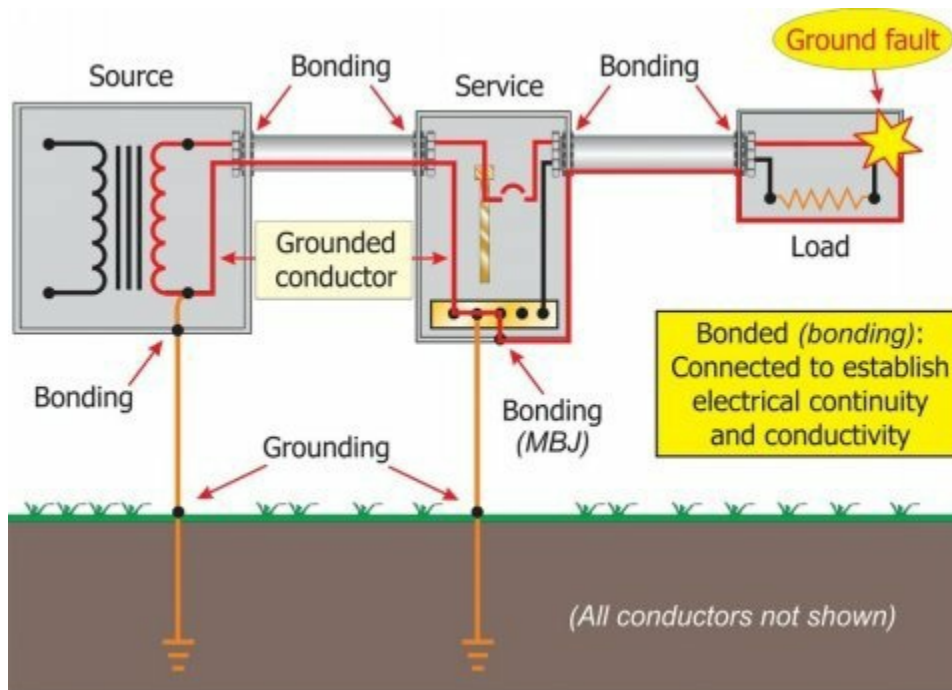 Ground fault
Source
Bonding
Service
Bonding
Grounded
conductor
Load
Bonding
Bonding
(MBJ)
Bonded (bonding):
Connected to establish
electrical continuity
and conductivity
Grounding
(All conductors not shown)